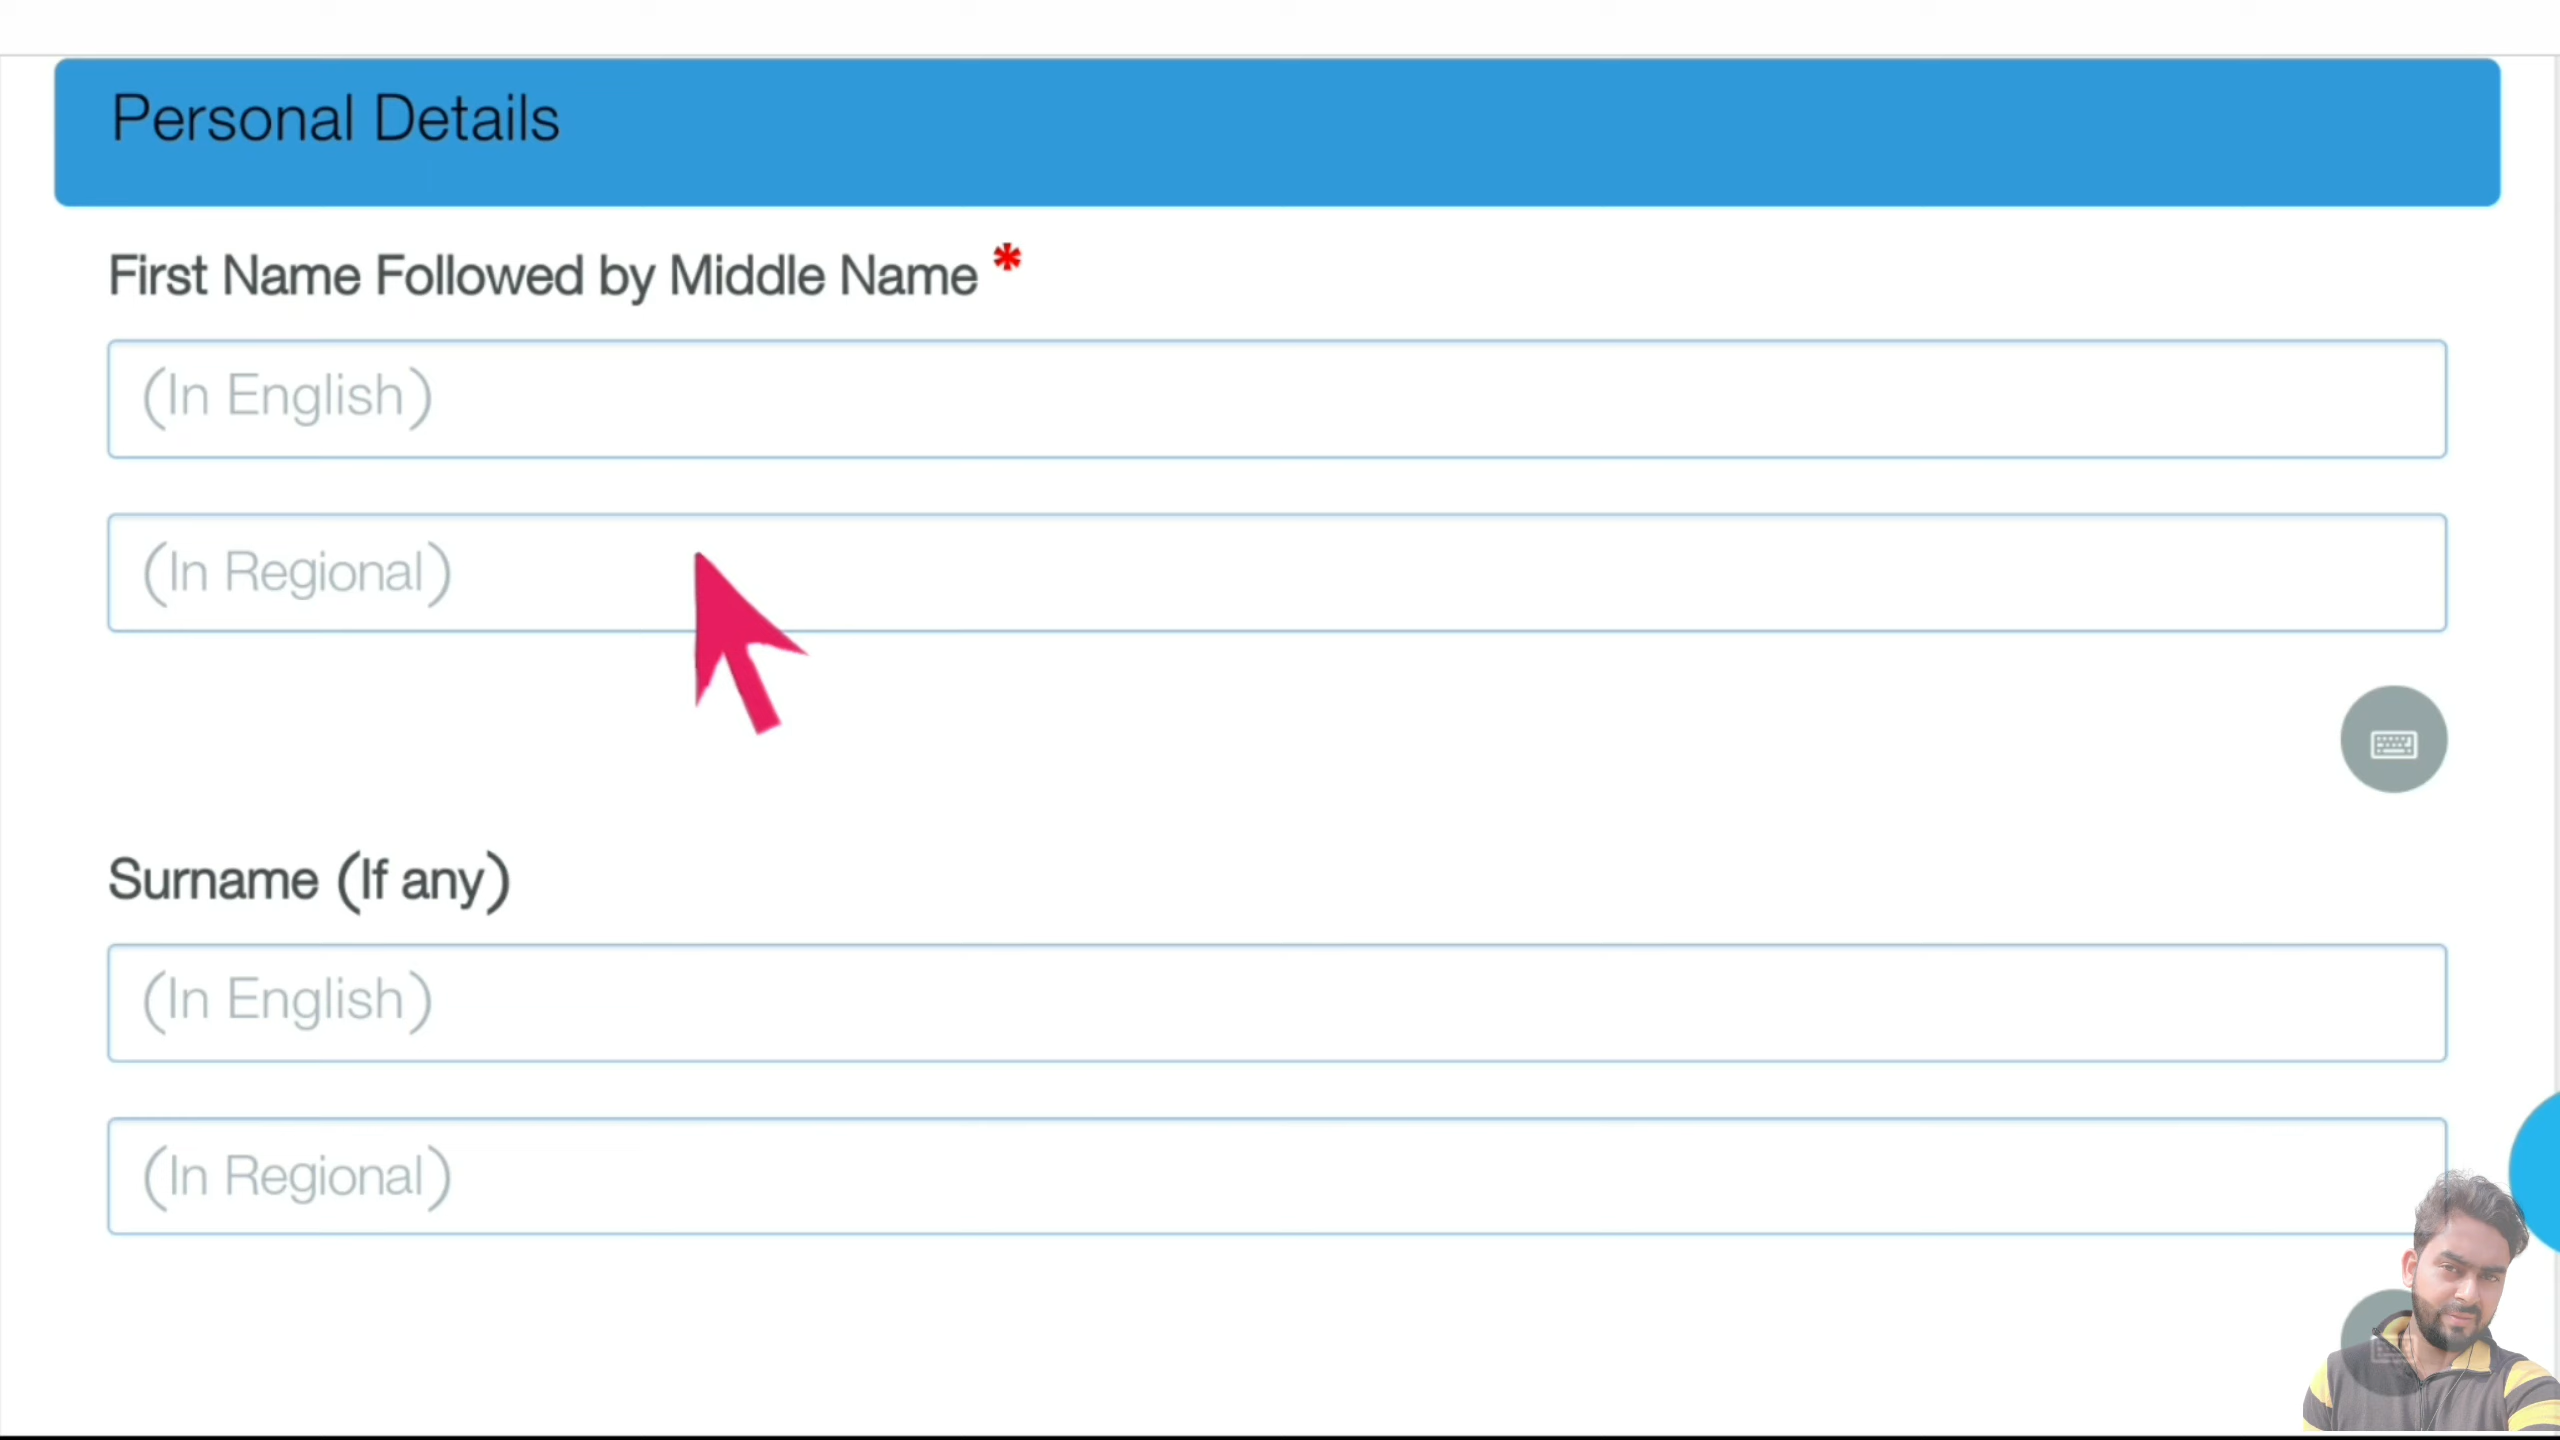 Personal Details
First Name Followed by Middle Name *
(In English)
(In Regional)
Surname (If any)
(In English)
(In Regional)